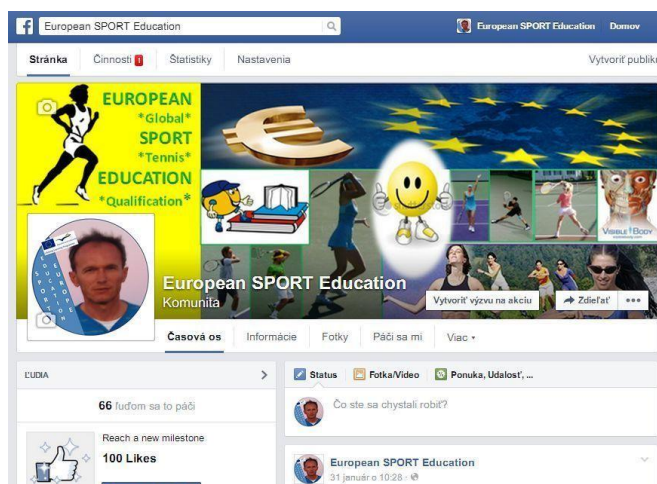 European SPORT Education
European SPORT Education Domov
Stránka Činnosti 1 Štatistiky Nastavenia Vytvoriť publik
EUROPEAN
*Global*
SPORT
*Tennis*
EDUCATION
*Qualification*
VISIBLE BODY
European SPORT Education
Komunita
Vytvoriť výzvu na akciu Zdieľať
Časová os Informácie Fotky Páči sa mi Viac
ĽUDIA
66 ľuďom sa to páči
Reach a new milestone
100 Likes
Status Fotka/Video Ponuka, Udalosť, ...
Čo ste sa chystali robiť?
European SPORT Education
31 január o 10:28